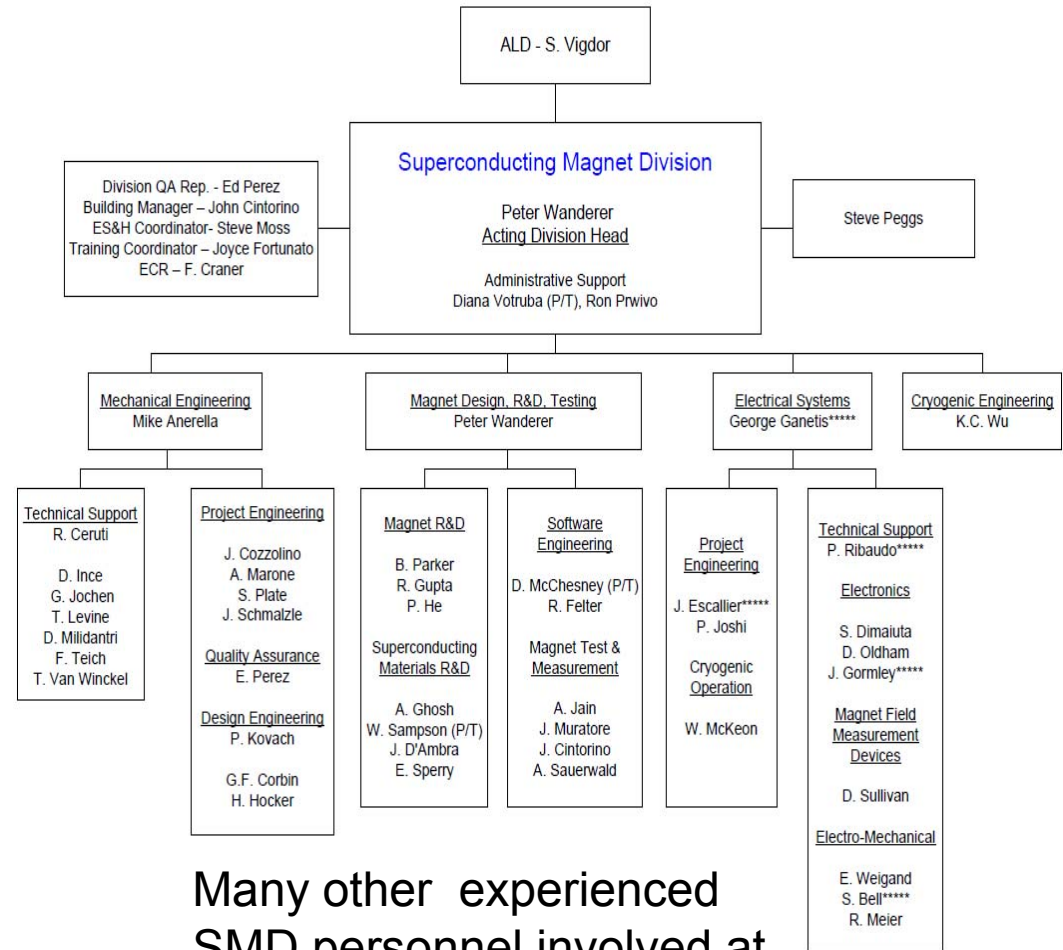 ALD - S. Vigdor
Superconducting Magnet Division
Peter Wanderer
Acting Division Head
Administrative Support
Diana Votruba (P/T), Ron Prwivo
Division QA Rep. - Ed Perez
Building Manager – John Cintorino
ES&H Coordinator- Steve Moss
Training Coordinator – Joyce Fortunato
ECR – F. Craner
Steve Peggs
Mechanical Engineering
Mike Anerella
Magnet Design, R&D, Testing
Peter Wanderer
Electrical Systems
George Ganetis*****
Cryogenic Engineering
K.C. Wu
Technical Support
R. Ceruti
D. Ince
G. Jochen
T. Levine
D. Milidantri
F. Teich
T. Van Winckel
Project Engineering
J. Cozzolino
A. Marone
S. Plate
J. Schmalzle
Quality Assurance
E. Perez
Design Engineering
P. Kovach
G.F. Corbin
H. Hocker
Magnet R&D
B. Parker
R. Gupta
P. He
Superconducting
Materials R&D
A. Ghosh
W. Sampson (P/T)
J. D'Ambra
E. Sperry
Software
Engineering
D. McChesney (P/T)
R. Felter
Magnet Test &
Measurement
A. Jain
J. Muratore
J. Cintorino
A. Sauerwald
Project
Engineering
J. Escallier*****
P. Joshi
Cryogenic
Operation
W. McKeon
Technical Support
P. Ribaudo*****
Electronics
S. Dimaiuta
D. Oldham
J. Gormley*****
Magnet Field
Measurement
Devices
D. Sullivan
Electro-Mechanical
E. Weigand
S. Bell*****
R. Meier
Many other experienced
SMD personnel involved at